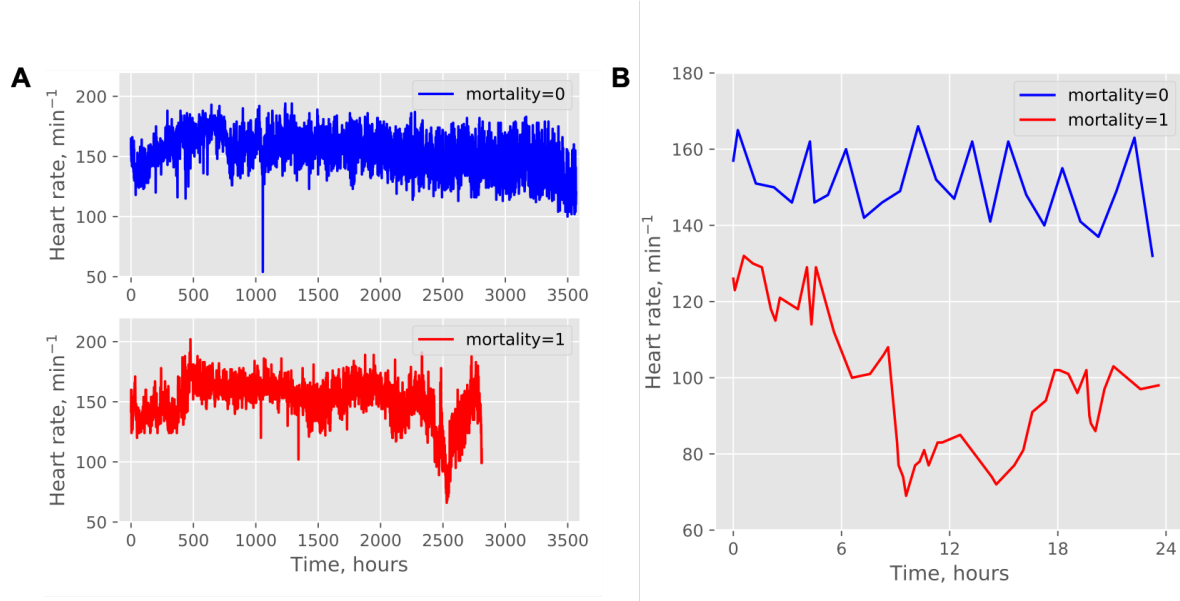 A
Heart rate, min⁻¹
200
150
100
50
mortality=0
0 500 1000 1500 2000 2500 3000 3500
Heart rate, min⁻¹
200
150
100
50
mortality=1
0 500 1000 1500 2000 2500 3000 3500
Time, hours
B
Heart rate, min⁻¹
180
160
140
120
100
80
60
mortality=0
mortality=1
0 6 12 18 24
Time, hours